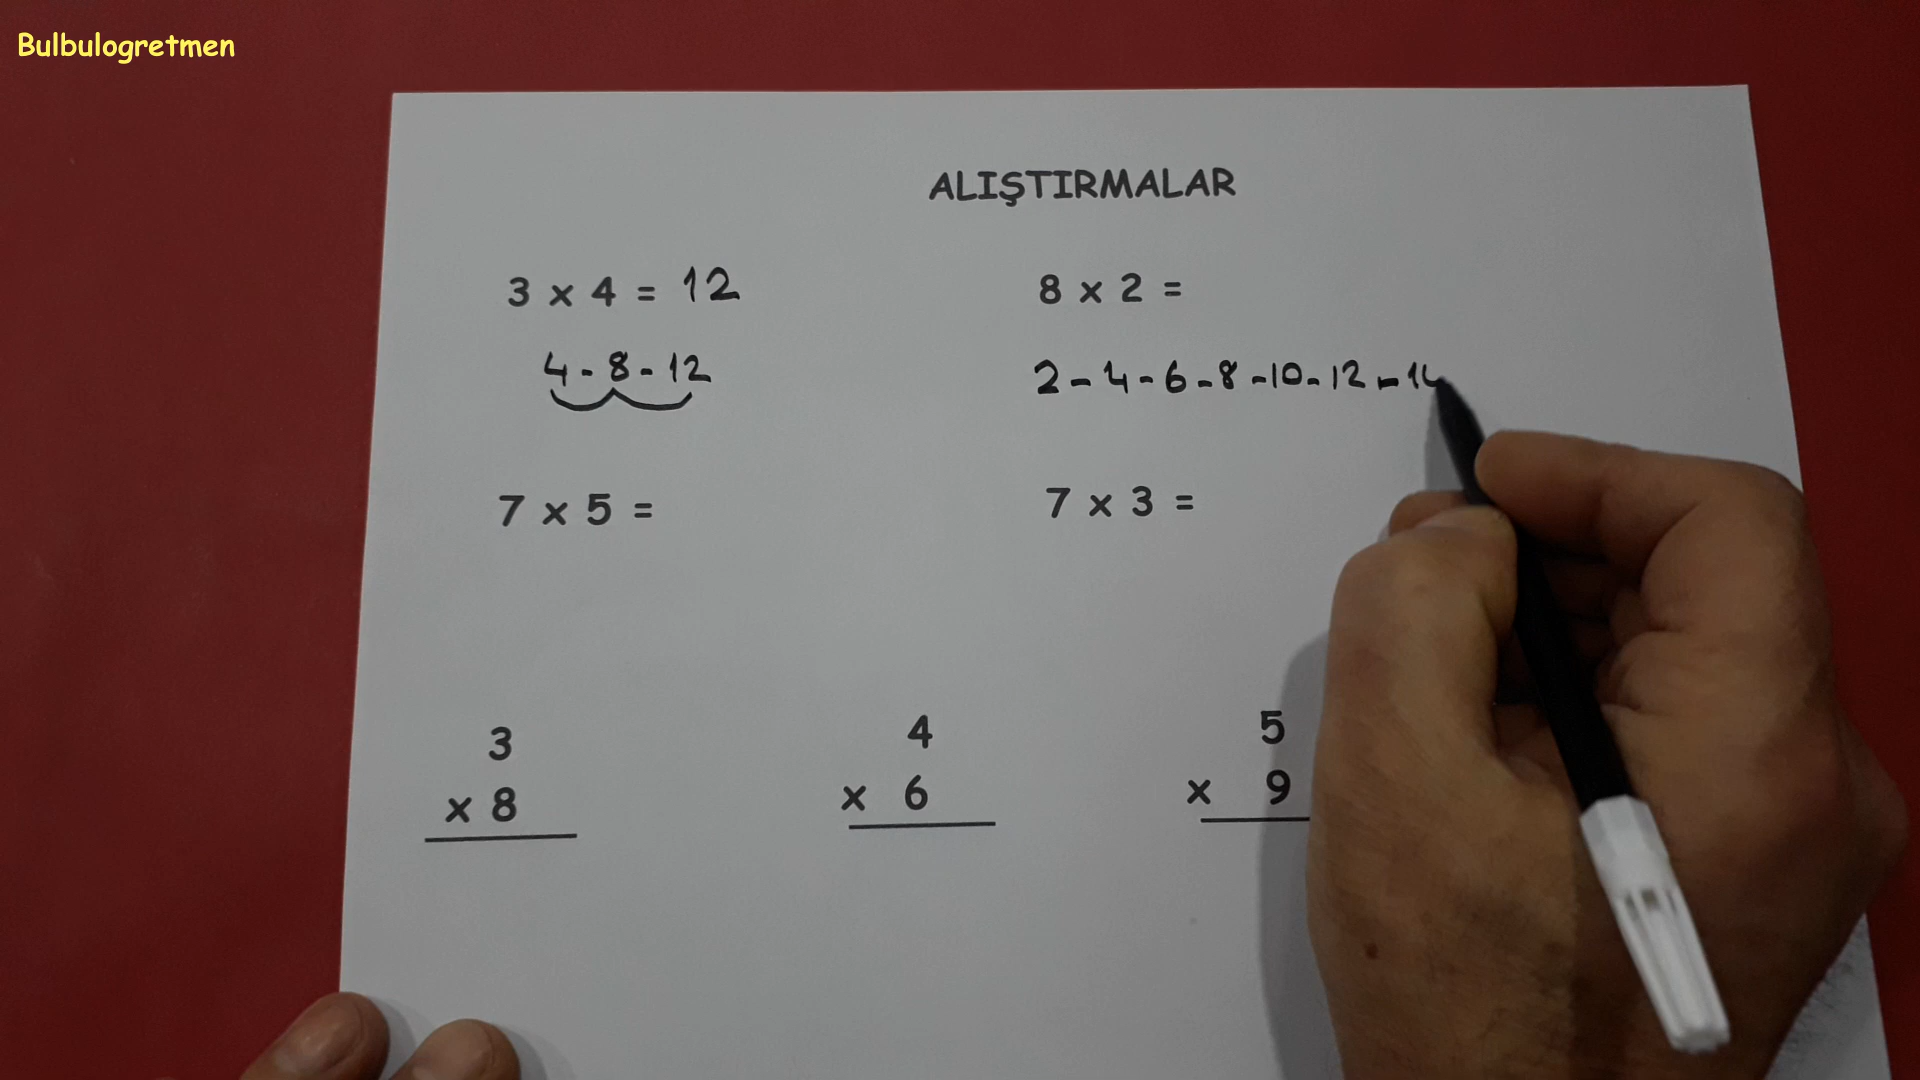 Bulbulogretmen
ALIŞTIRMALAR
3 x 4 = 12
4 - 8 - 12
8 x 2 =
2 - 4 - 6 - 8 - 10 - 12 - 14
7 x 5 =
7 x 3 =
3
x 8
4
x 6
5
x 9